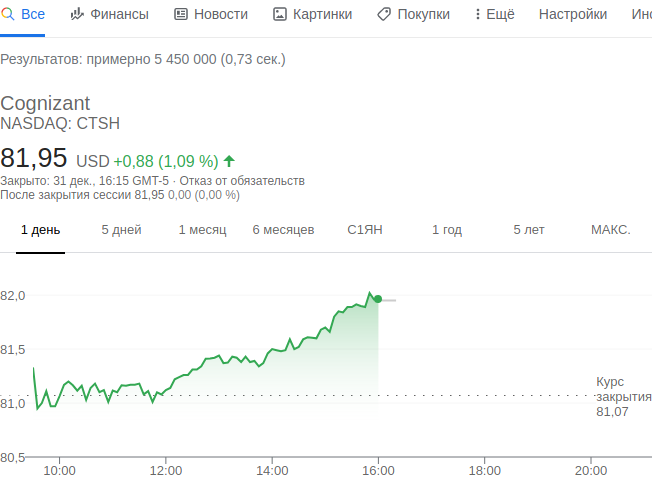 Все Финансы Новости Картинки Покупки Ещё Настройки Инс
Результатов: примерно 5 450 000 (0,73 сек.)
Cognizant
NASDAQ: CTSH
81,95 USD +0,88 (1,09 %)
Закрыто: 31 дек., 16:15 GMT-5 · Отказ от обязательств
После закрытия сессии 81,95 0,00 (0,00 %)
1 день 5 дней 1 месяц 6 месяцев С1ЯН 1 год 5 лет МАКС.
82,0
81,5
81,0
80,5
Курс
закрытия
81,07
10:00 12:00 14:00 16:00 18:00 20:00